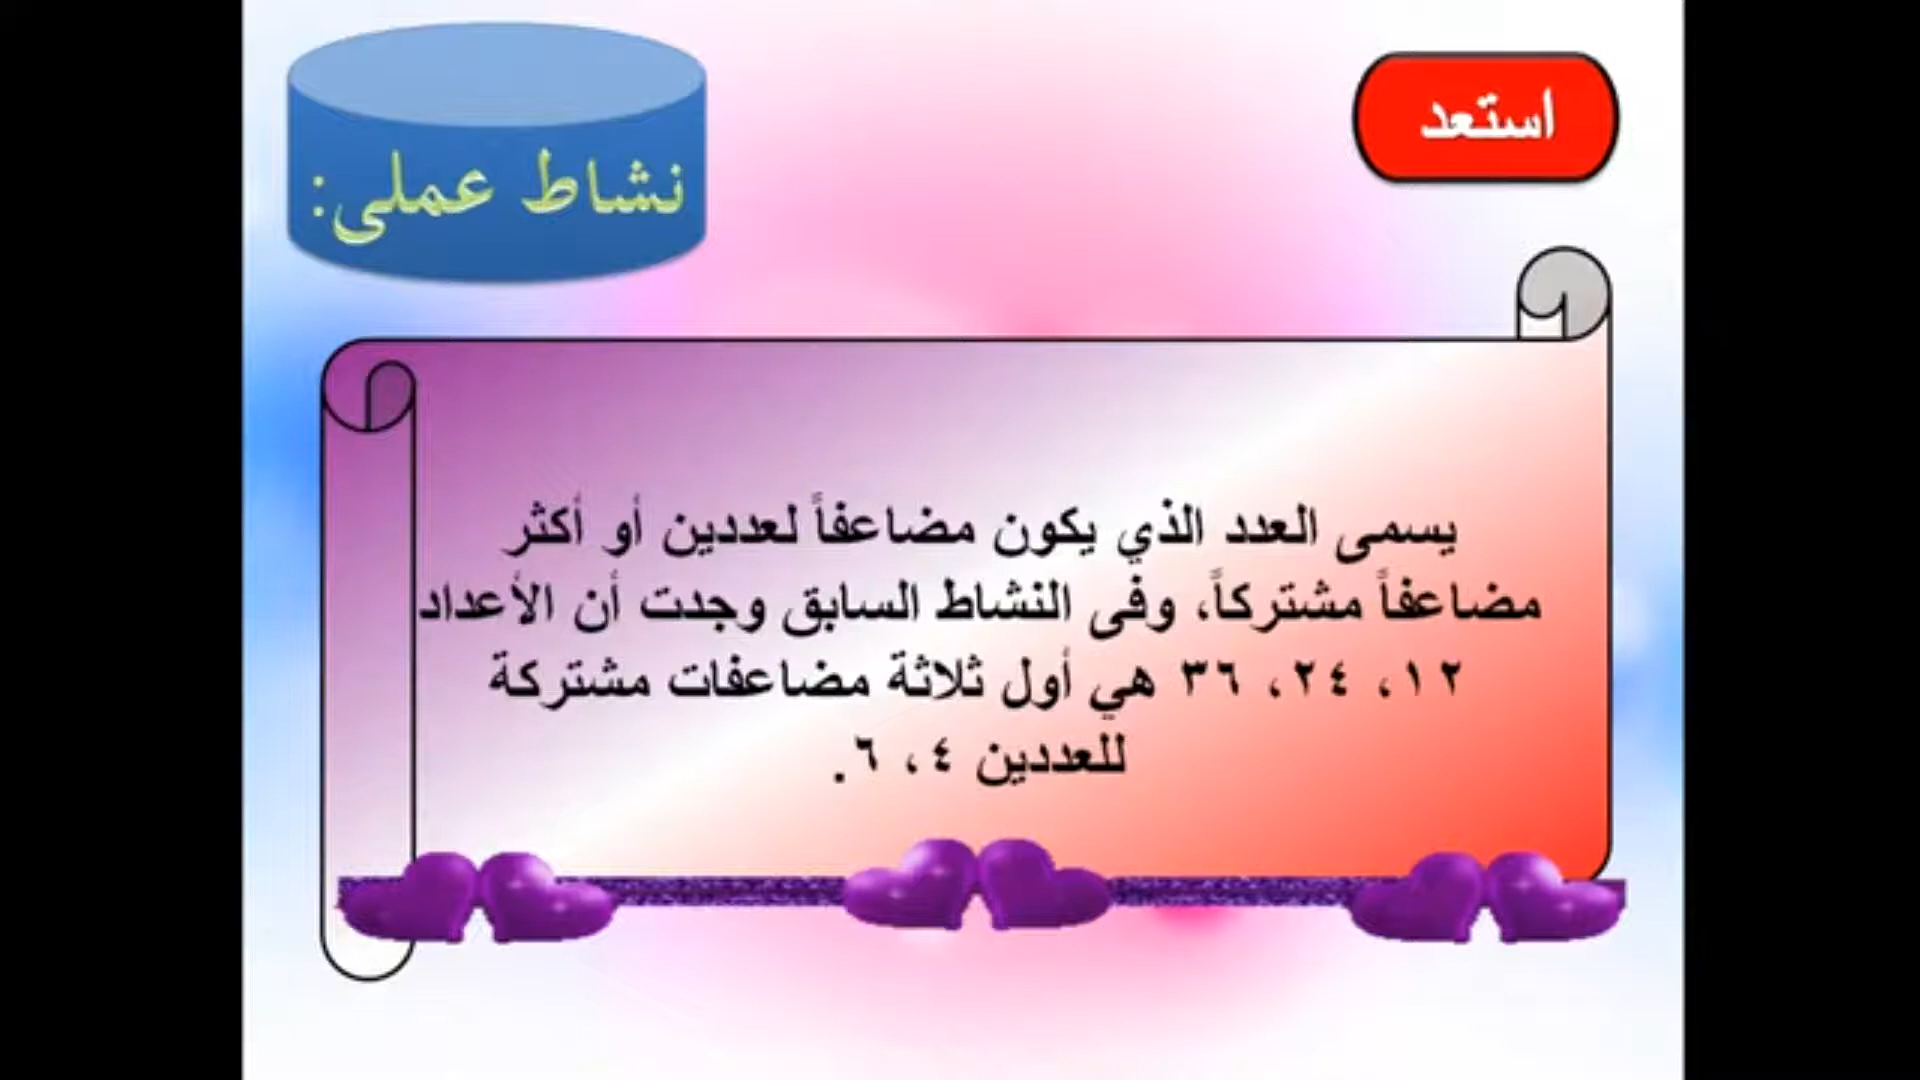 استعد
نشاط عملى:
يسمى العدد الذي يكون مضاعفاً لعددين أو أكثر
مضاعفاً مشتركاً، وفى النشاط السابق وجدت أن الأعداد
١٢، ٢٤، ٣٦ هي أول ثلاثة مضاعفات مشتركة
للعددين ٤، ٦.